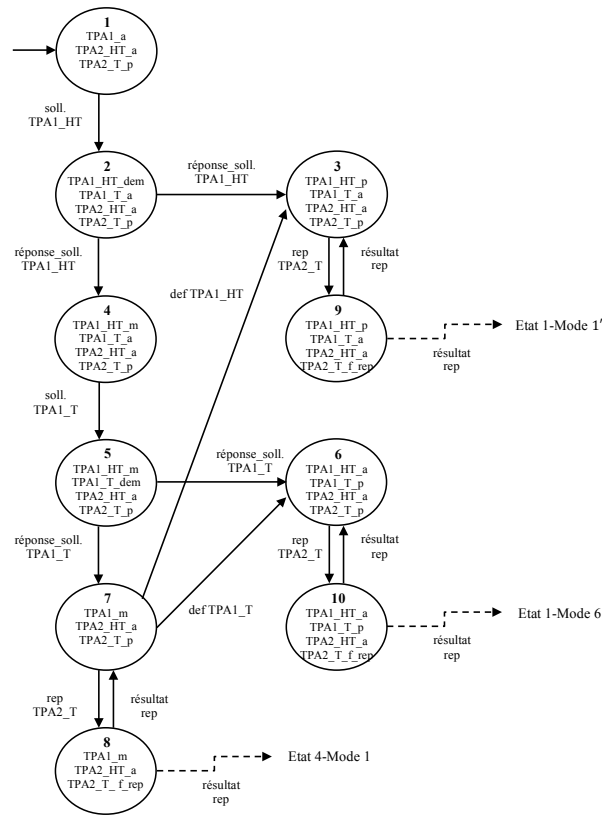 1
TPA1_a
TPA2_HT_a
TPA2_T_p
soll.
TPA1_HT
2
TPA1_HT_dem
TPA1_T_a
TPA2_HT_a
TPA2_T_p
réponse_soll.
TPA1_HT
3
TPA1_HT_p
TPA1_T_a
TPA2_HT_a
TPA2_T_p
réponse_soll.
TPA1_HT
def TPA1_HT
rep
TPA2_T
résultat
rep
4
TPA1_HT_m
TPA1_T_a
TPA2_HT_a
TPA2_T_p
9
TPA1_HT_p
TPA1_T_a
TPA2_HT_a
TPA2_T_f_rep
Etat 1-Mode 1'
résultat
rep
soll.
TPA1_T
5
TPA1_HT_m
TPA1_T_dem
TPA2_HT_a
TPA2_T_p
réponse_soll.
TPA1_T
6
TPA1_HT_a
TPA1_T_p
TPA2_HT_a
TPA2_T_p
réponse_soll.
TPA1_T
rep
TPA2_T
résultat
rep
7
TPA1_m
TPA2_HT_a
TPA2_T_p
def TPA1_T
10
TPA1_HT_a
TPA1_T_p
TPA2_HT_a
TPA2_T_f_rep
Etat 1-Mode 6
résultat
rep
rep
TPA2_T
résultat
rep
8
TPA1_m
TPA2_HT_a
TPA2_T_ f_rep
Etat 4-Mode 1
résultat
rep